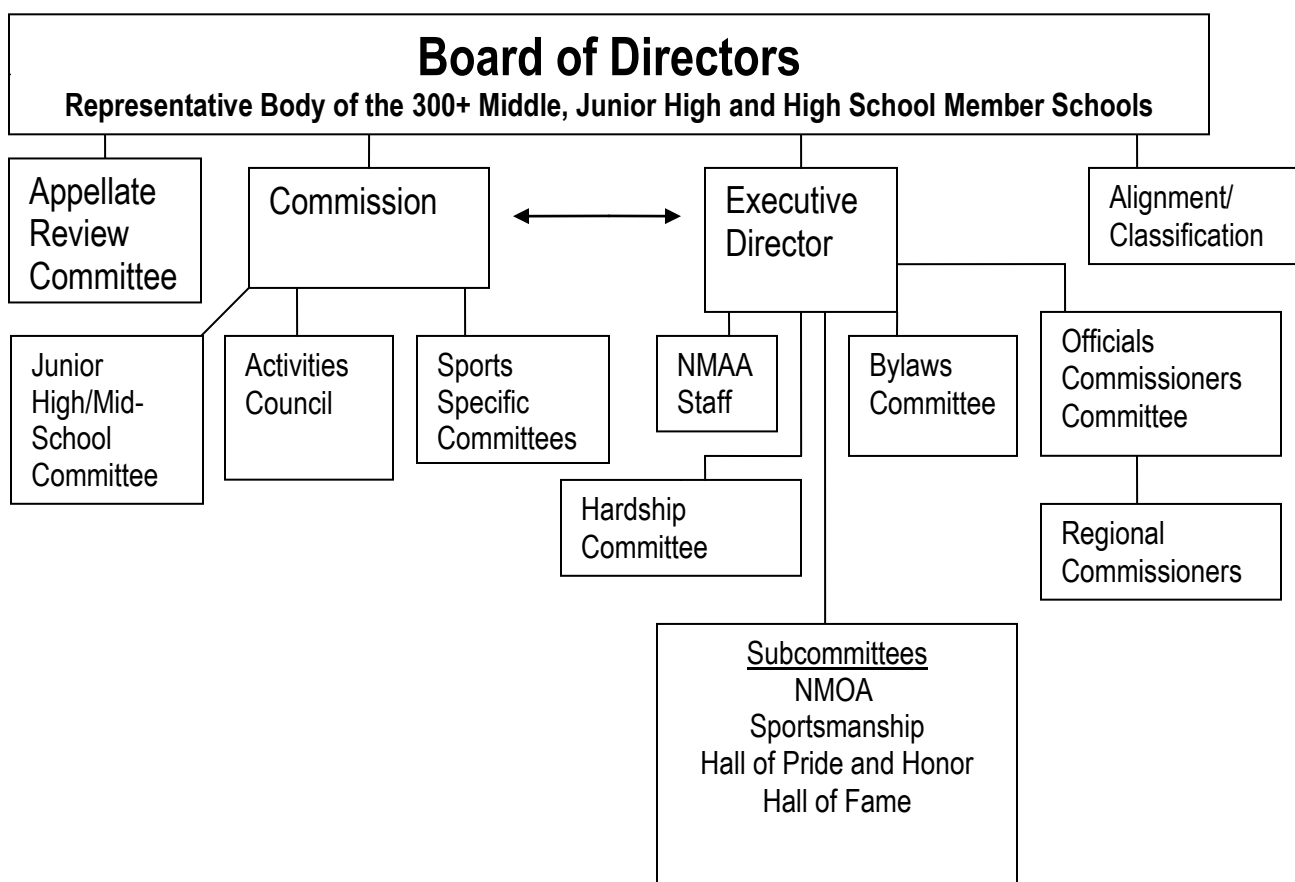 Board of Directors
Representative Body of the 300+ Middle, Junior High and High School Member Schools
Appellate
Review
Committee
Commission
Executive
Director
Alignment/
Classification
Junior
High/Mid-
School
Committee
Activities
Council
Sports
Specific
Committees
NMAA
Staff
Bylaws
Committee
Officials
Commissioners
Committee
Hardship
Committee
Regional
Commissioners
Subcommittees
NMOA
Sportsmanship
Hall of Pride and Honor
Hall of Fame